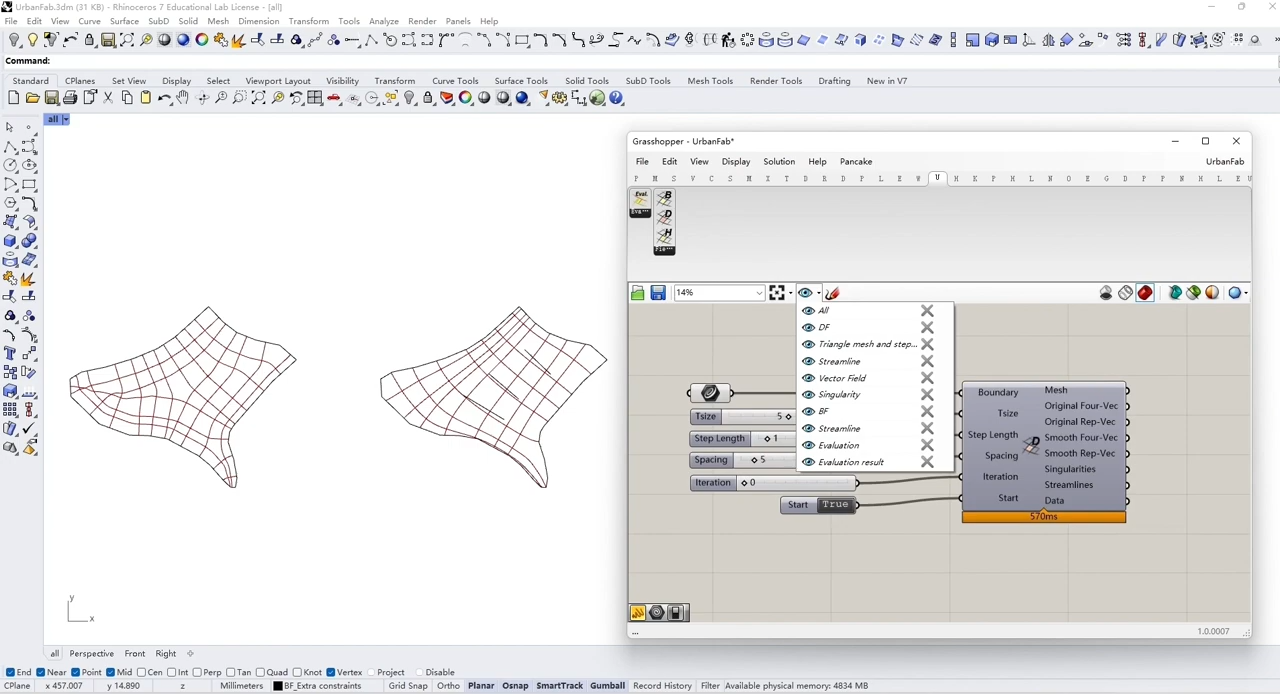 UrbanFab.3dm (31 KB) - Rhinoceros 7 Educational Lab License - [all]
File Edit View Curve Surface SubD Solid Mesh Dimension Transform Tools Analyze Render Panels Help
Command:
Standard CPlanes Set View Display Select Viewport Layout Visibility Transform Curve Tools Surface Tools Solid Tools SubD Tools Mesh Tools Render Tools Drafting New in V7
all
Grasshopper - UrbanFab*
File Edit View Display Solution Help Pancake UrbanFab
P M S V C S M X T D R D P L E W U H K P M H L N O E G D P N H L E U
Eval.
B
D
H
14%
All
DF
Triangle mesh and step...
Streamline
Vector Field
Singularity
BF
Streamline
Evaluation
Evaluation result
Tsize 5
Step Length 1
Spacing 5
Iteration 0
Start True
Boundary
Tsize
Step Length
Spacing
Iteration
Start
D
Mesh
Original Four-Vec
Original Rep-Vec
Smooth Four-Vec
Smooth Rep-Vec
Singularities
Streamlines
Data
570ms
... 1.0.0007
y
x
all Perspective Front Right
End Near Point Mid Cen Int Perp Tan Quad Knot Vertex Project Disable
CPlane x 457.007 y 14.890 z Millimeters BF_Extra constraints Grid Snap Ortho Planar Osnap SmartTrack Gumball Record History Filter Available physical memory: 4834 MB